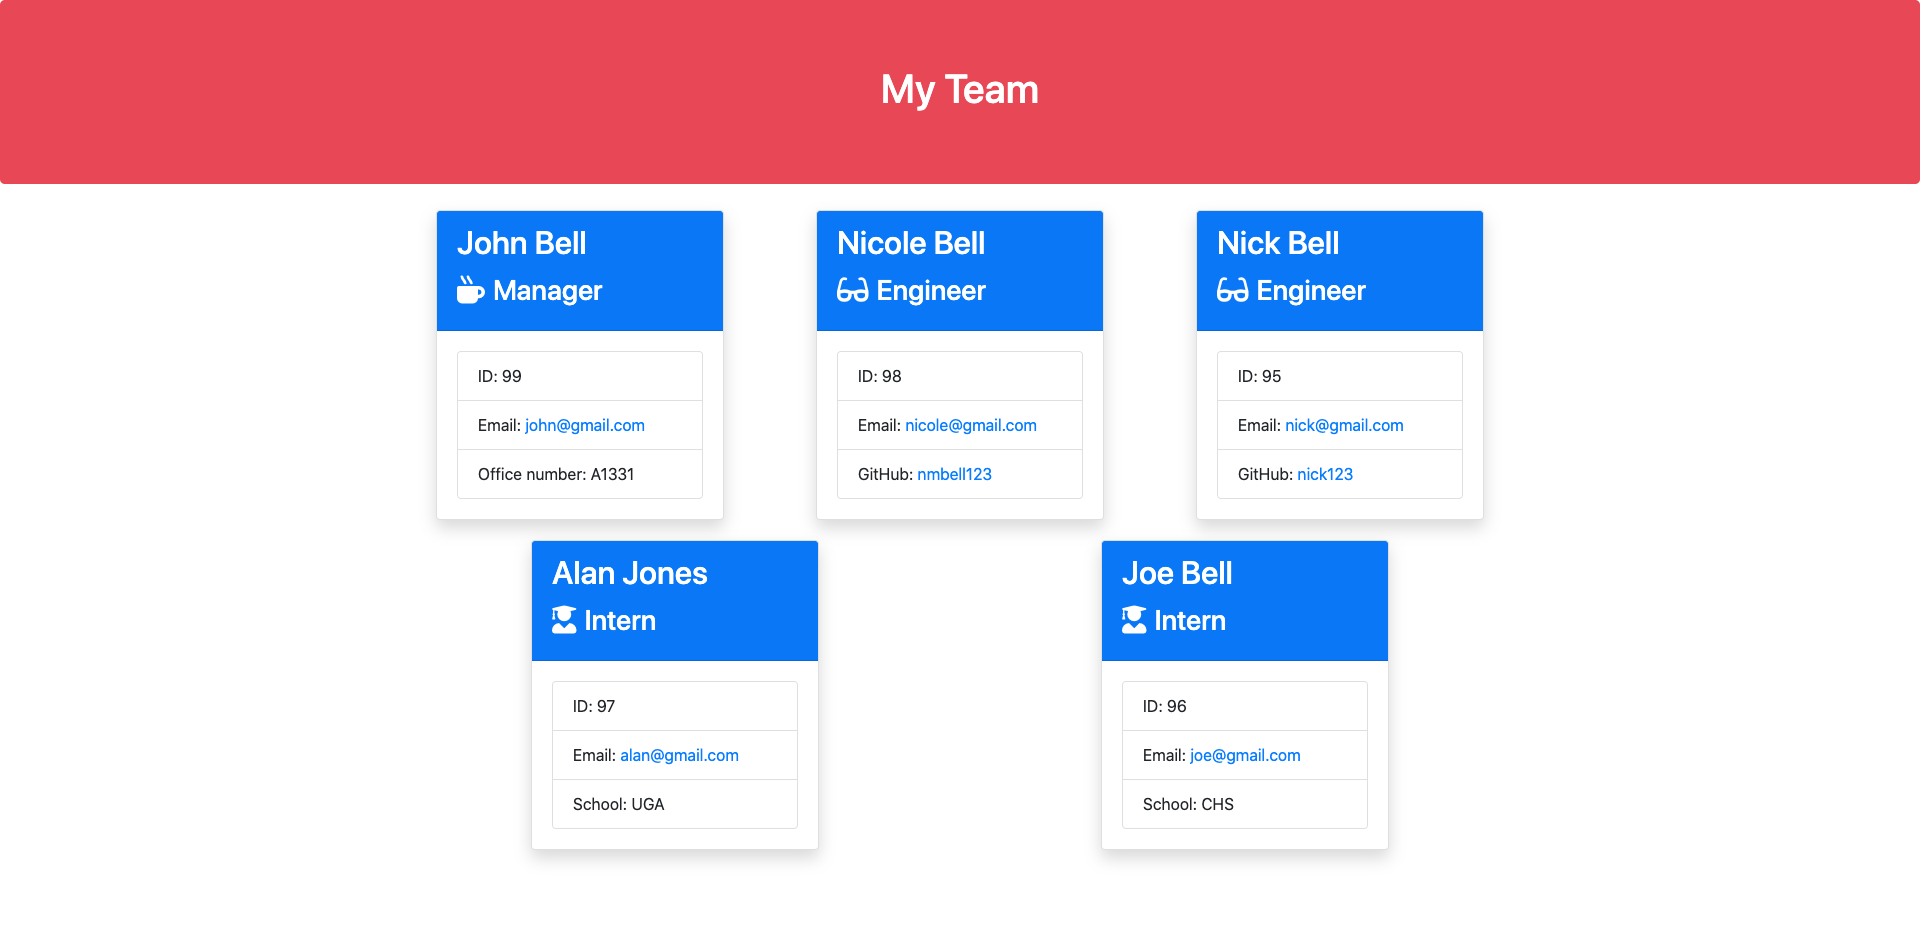 My Team
John Bell
Manager
ID: 99
Email: john@gmail.com
Office number: A1331
Nicole Bell
Engineer
ID: 98
Email: nicole@gmail.com
GitHub: nmbell123
Nick Bell
Engineer
ID: 95
Email: nick@gmail.com
GitHub: nick123
Alan Jones
Intern
ID: 97
Email: alan@gmail.com
School: UGA
Joe Bell
Intern
ID: 96
Email: joe@gmail.com
School: CHS